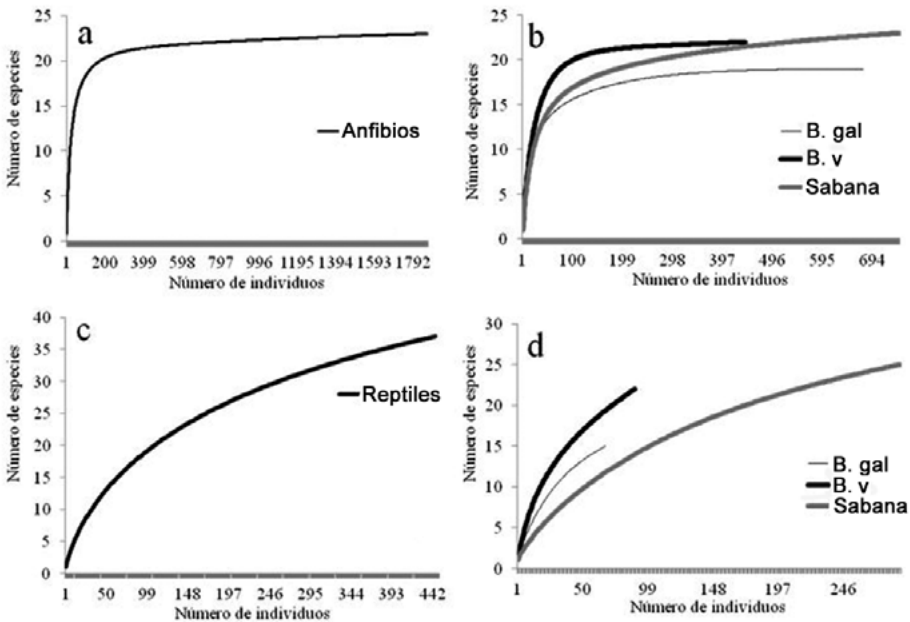 a
Número de especies
25
20
15
10
5
0
Anfibios
1 200 399 598 797 996 1195 1394 1593 1792
Número de individuos
b
Número de especies
25
20
15
10
5
0
B. gal
B. v
Sabana
1 100 199 298 397 496 595 694
Número de individuos
c
Número de especies
40
35
30
25
20
15
10
5
0
Reptiles
1 50 99 148 197 246 295 344 393 442
Número de individuos
d
Número de especies
30
25
20
15
10
5
0
B. gal
B. v
Sabana
1 50 99 148 197 246
Número de individuos